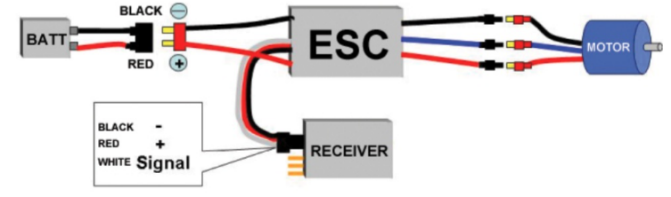 BLACK
BATT
RED
ESC
MOTOR
BLACK -
RED +
WHITE Signal
RECEIVER